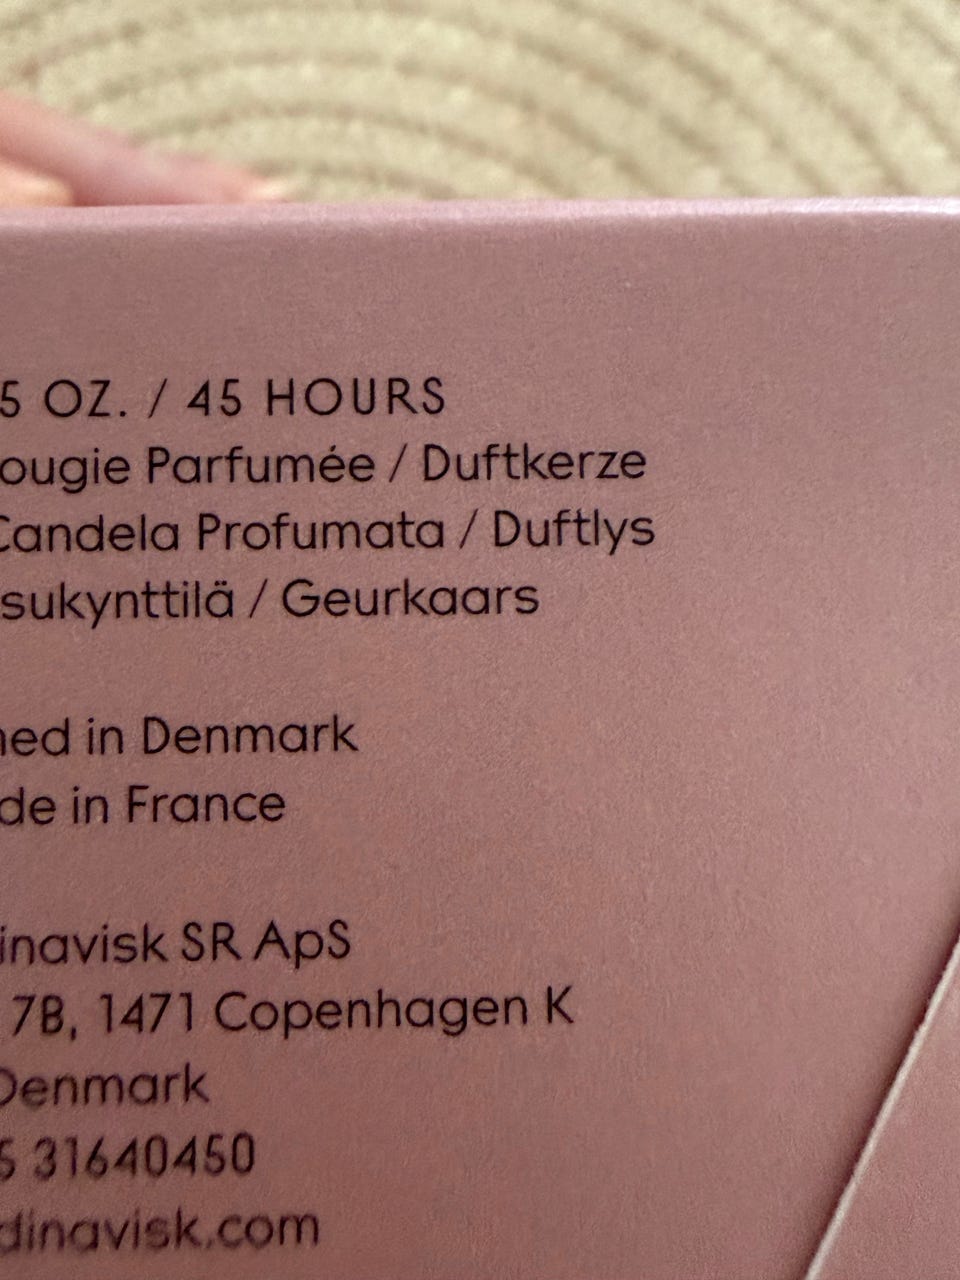 5 OZ. / 45 HOURS
ougie Parfumée / Duftkerze
Candela Profumata / Duftlys
sukynttilä / Geurkaars
ned in Denmark
de in France
inavisk SR ApS
7B, 1471 Copenhagen K
Denmark
5 31640450
dinavisk.com